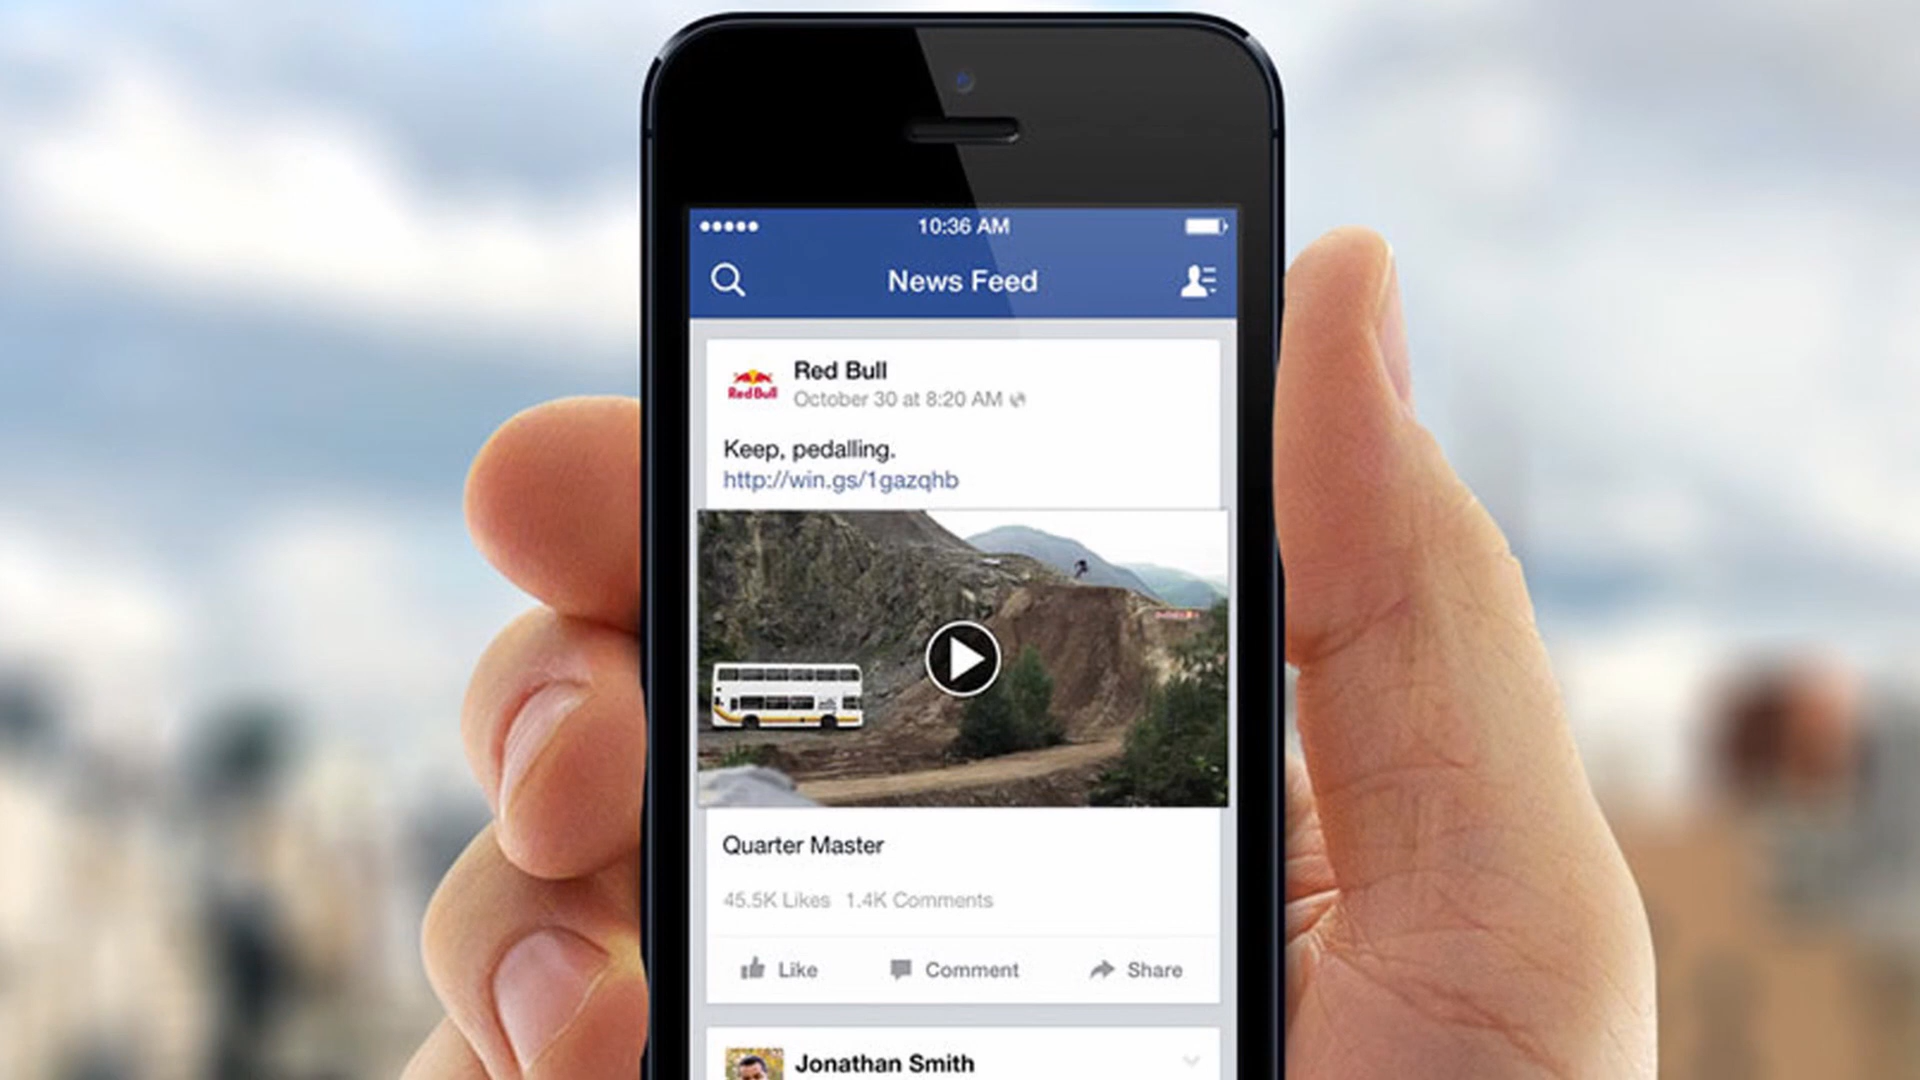 10:36 AM
News Feed
Red Bull
Red Bull
October 30 at 8:20 AM
Keep, pedalling.
http://win.gs/1gazqhb
Quarter Master
45.5K Likes 1.4K Comments
Like Comment Share
Jonathan Smith